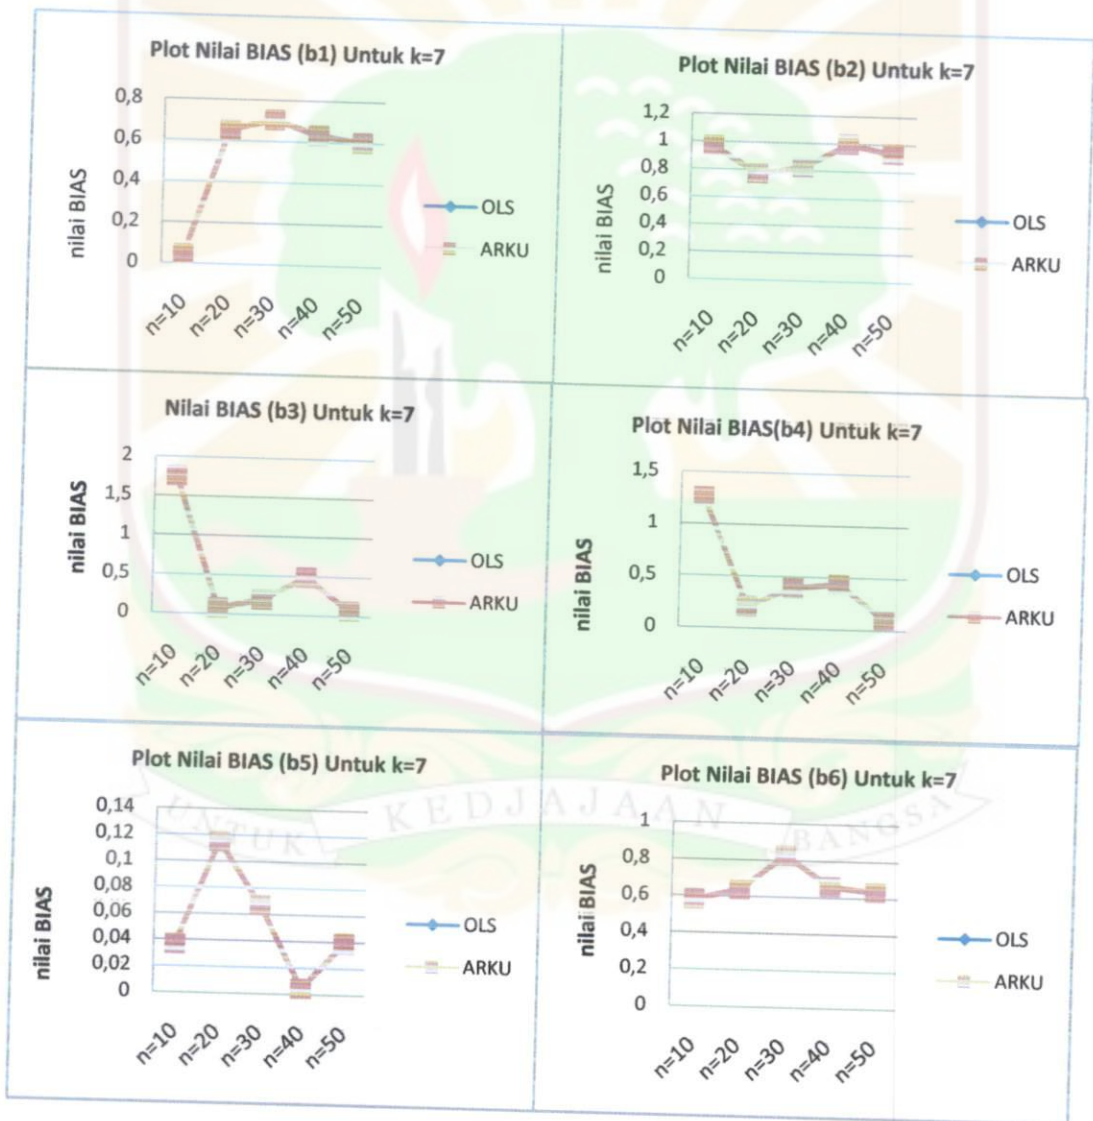 Plot Nilai BIAS (b1) Untuk k=7
0,8
0,6
0,4
0,2
0
nilai BIAS
n=10
n=20
n=30
n=40
n=50
OLS
ARKU
Plot Nilai BIAS (b2) Untuk k=7
1,2
1
0,8
0,6
0,4
0,2
0
nilai BIAS
n=10
n=20
n=30
n=40
n=50
OLS
ARKU
Nilai BIAS (b3) Untuk k=7
2
1,5
1
0,5
0
nilai BIAS
n=10
n=20
n=30
n=40
n=50
OLS
ARKU
Plot Nilai BIAS(b4) Untuk k=7
1,5
1
0,5
0
nilai BIAS
n=10
n=20
n=30
n=40
n=50
OLS
ARKU
Plot Nilai BIAS (b5) Untuk k=7
0,14
0,12
0,1
0,08
0,06
0,04
0,02
0
nilai BIAS
n=10
n=20
n=30
n=40
n=50
OLS
ARKU
Plot Nilai BIAS (b6) Untuk k=7
1
0,8
0,6
0,4
0,2
0
nilai BIAS
n=10
n=20
n=30
n=40
n=50
OLS
ARKU
UNTUK KEDJAJAAN BANGSA